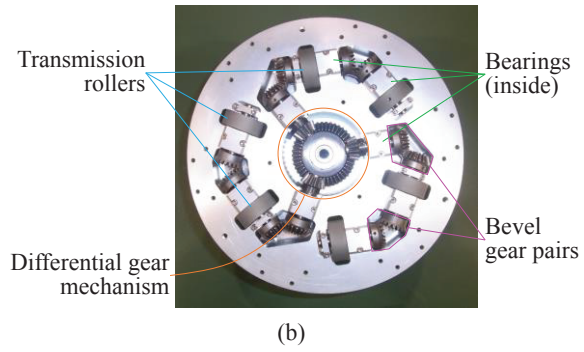 Transmission
rollers
Bearings
(inside)
Differential gear
mechanism
Bevel
gear pairs
(b)